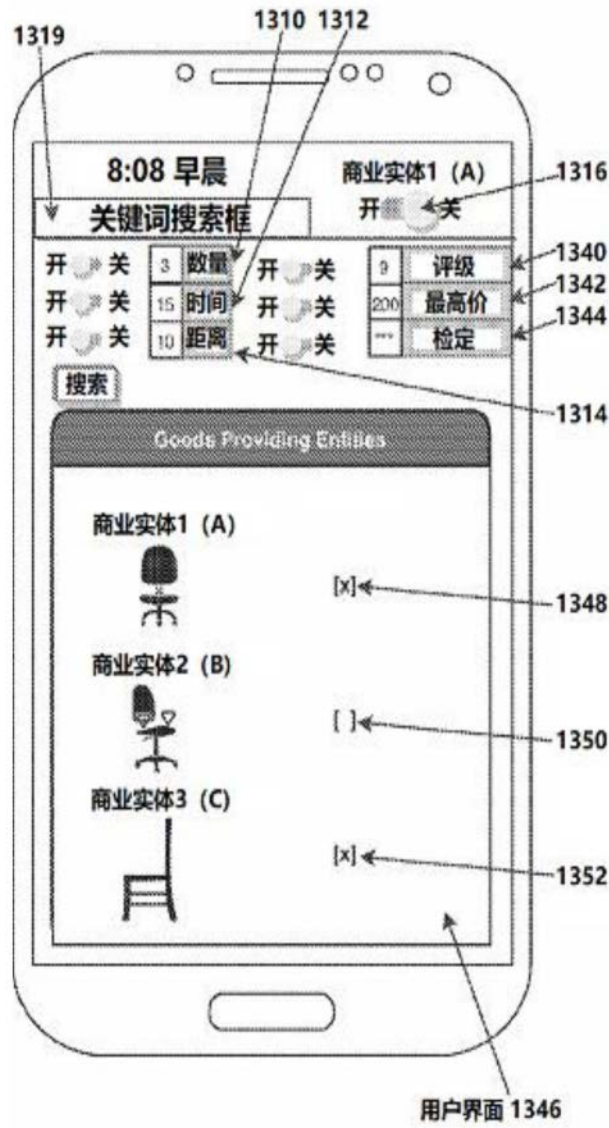 1310 1312
1319
8:08 早晨
商业实体1（A）
1316
关键词搜索框
开 关
开 关 3 数量 开 关 9 评级
1340
开 关 15 时间 开 关 200 最高价
1342
开 关 10 距离 开 关 *** 检定
1344
搜索
1314
Goods Providing Entities
商业实体1（A）
[x]
1348
商业实体2（B）
[ ]
1350
商业实体3（C）
[x]
1352
用户界面 1346